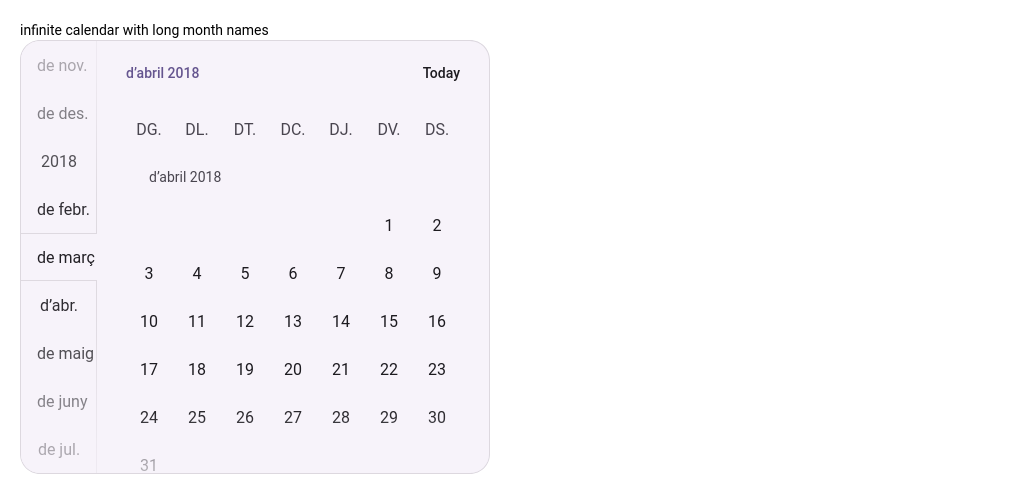 infinite calendar with long month names
de nov.
de des.
2018
de febr.
de març
d’abr.
de maig
de juny
de jul.
d’abril 2018 Today
DG. DL. DT. DC. DJ. DV. DS.
d’abril 2018
1 2
3 4 5 6 7 8 9
10 11 12 13 14 15 16
17 18 19 20 21 22 23
24 25 26 27 28 29 30
31